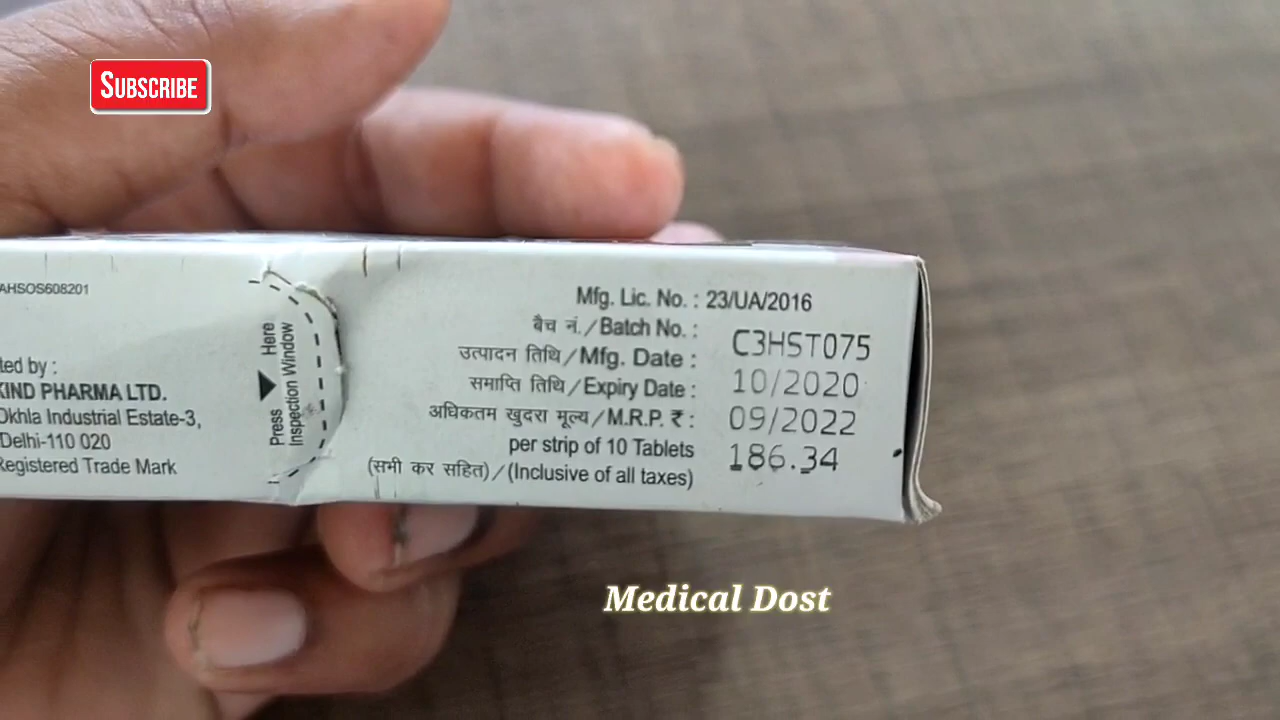 SUBSCRIBE
AHSOS608201
ted by :
KIND PHARMA LTD.
Okhla Industrial Estate-3,
Delhi-110 020
Registered Trade Mark
Press Here
Inspection Window
Mfg. Lic. No. : 23/UA/2016
बैच नं./Batch No. : C3HST075
उत्पादन तिथि/Mfg. Date : 10/2020
समाप्ति तिथि/Expiry Date : 09/2022
अधिकतम खुदरा मूल्य/M.R.P. ₹ : 186.34
per strip of 10 Tablets
(सभी कर सहित)/(Inclusive of all taxes)
Medical Dost